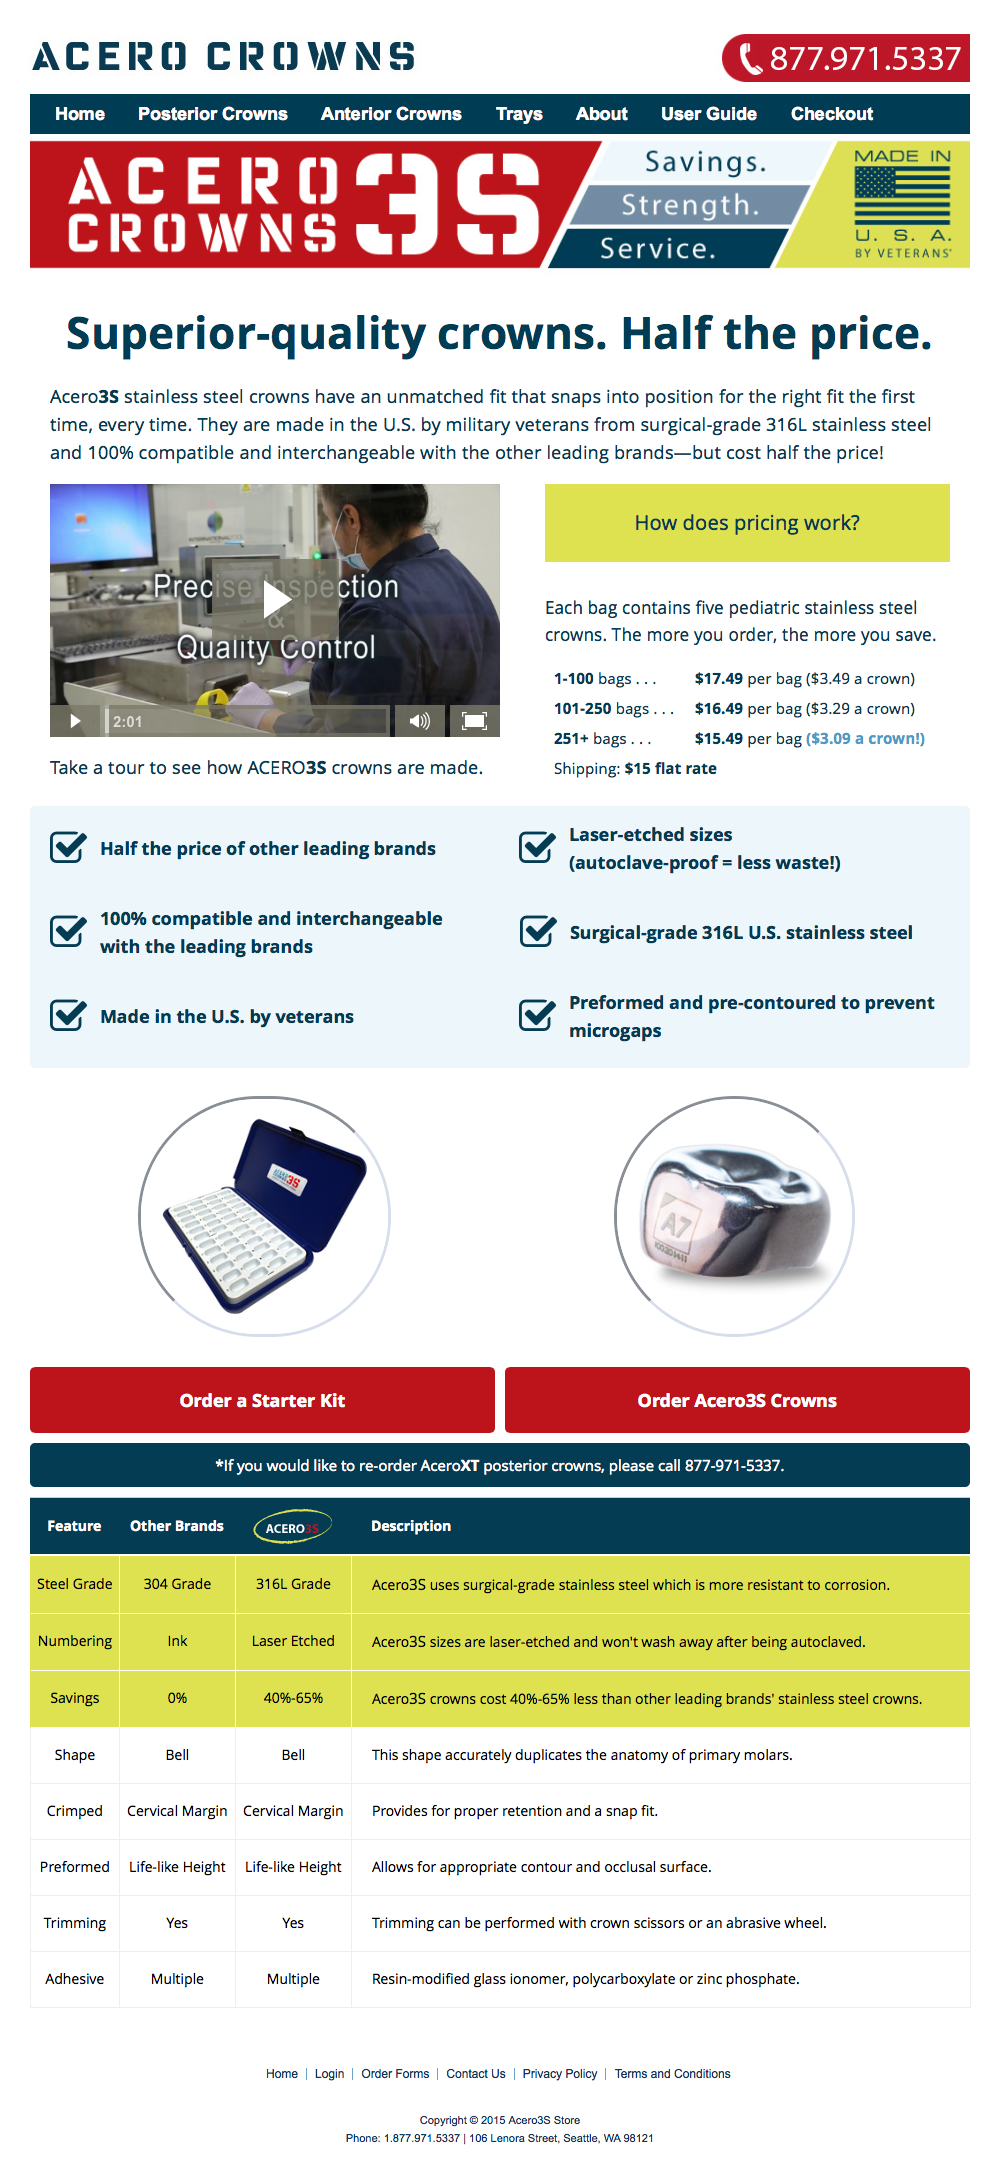 ACERO CROWNS
877.971.5337
Home Posterior Crowns Anterior Crowns Trays About User Guide Checkout
ACERO
CROWNS
3S
Savings.
Strength.
Service.
MADE IN
U. S. A.
BY VETERANS*
Superior-quality crowns. Half the price.
Acero3S stainless steel crowns have an unmatched fit that snaps into position for the right fit the first
time, every time. They are made in the U.S. by military veterans from surgical-grade 316L stainless steel
and 100% compatible and interchangeable with the other leading brands—but cost half the price!
INTERNATIONAL
Precise Inspection
&
Quality Control
2:01
Take a tour to see how ACERO3S crowns are made.
How does pricing work?
Each bag contains five pediatric stainless steel
crowns. The more you order, the more you save.
1-100 bags . . . $17.49 per bag ($3.49 a crown)
101-250 bags . . . $16.49 per bag ($3.29 a crown)
251+ bags . . . $15.49 per bag ($3.09 a crown!)
Shipping: $15 flat rate
Half the price of other leading brands
Laser-etched sizes
(autoclave-proof = less waste!)
100% compatible and interchangeable
with the leading brands
Surgical-grade 316L U.S. stainless steel
Made in the U.S. by veterans
Preformed and pre-contoured to prevent
microgaps
ACERO
3S
A7
Order a Starter Kit
Order Acero3S Crowns
*If you would like to re-order AceroXT posterior crowns, please call 877-971-5337.
Feature Other Brands ACERO3S Description
Steel Grade 304 Grade 316L Grade Acero3S uses surgical-grade stainless steel which is more resistant to corrosion.
Numbering Ink Laser Etched Acero3S sizes are laser-etched and won't wash away after being autoclaved.
Savings 0% 40%-65% Acero3S crowns cost 40%-65% less than other leading brands' stainless steel crowns.
Shape Bell Bell This shape accurately duplicates the anatomy of primary molars.
Crimped Cervical Margin Cervical Margin Provides for proper retention and a snap fit.
Preformed Life-like Height Life-like Height Allows for appropriate contour and occlusal surface.
Trimming Yes Yes Trimming can be performed with crown scissors or an abrasive wheel.
Adhesive Multiple Multiple Resin-modified glass ionomer, polycarboxylate or zinc phosphate.
Home | Login | Order Forms | Contact Us | Privacy Policy | Terms and Conditions
Copyright © 2015 Acero3S Store
Phone: 1.877.971.5337 | 106 Lenora Street, Seattle, WA 98121